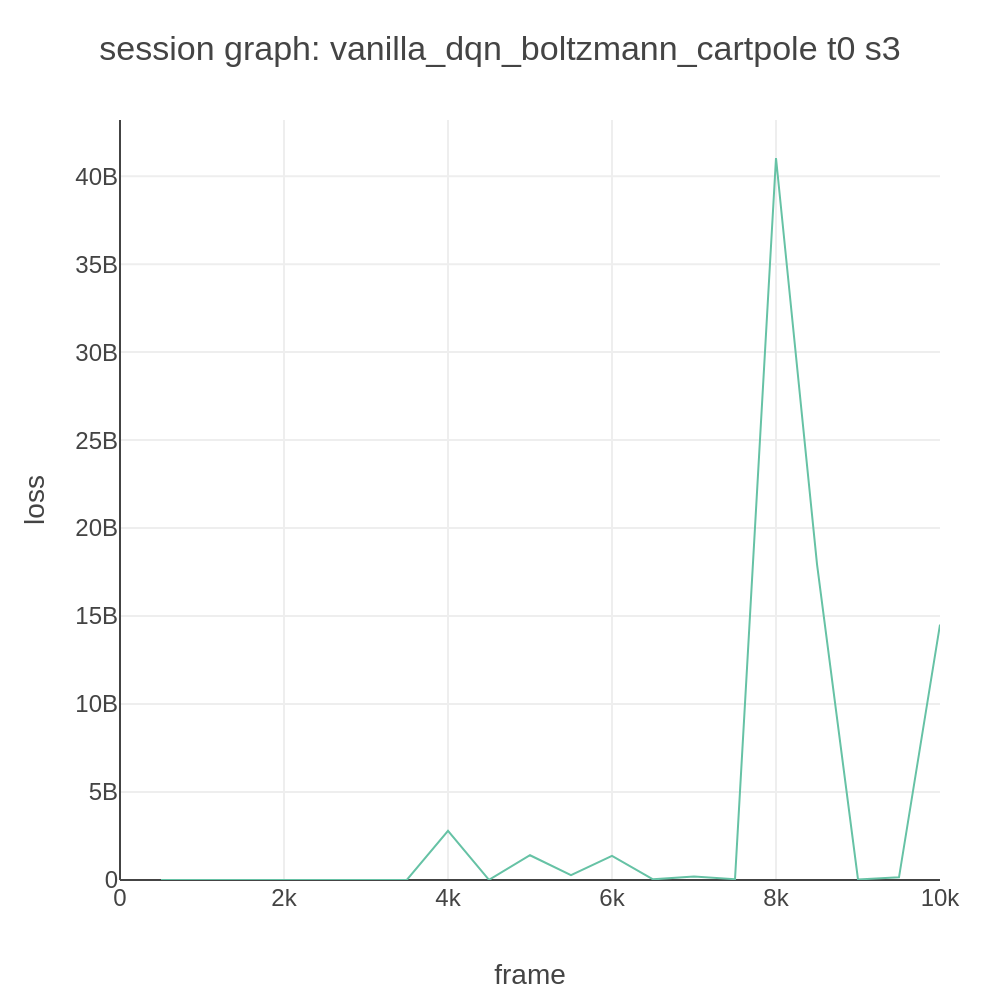 session graph: vanilla_dqn_boltzmann_cartpole t0 s3
40B
35B
30B
25B
20B
15B
10B
5B
0
0 2k 4k 6k 8k 10k
loss
frame